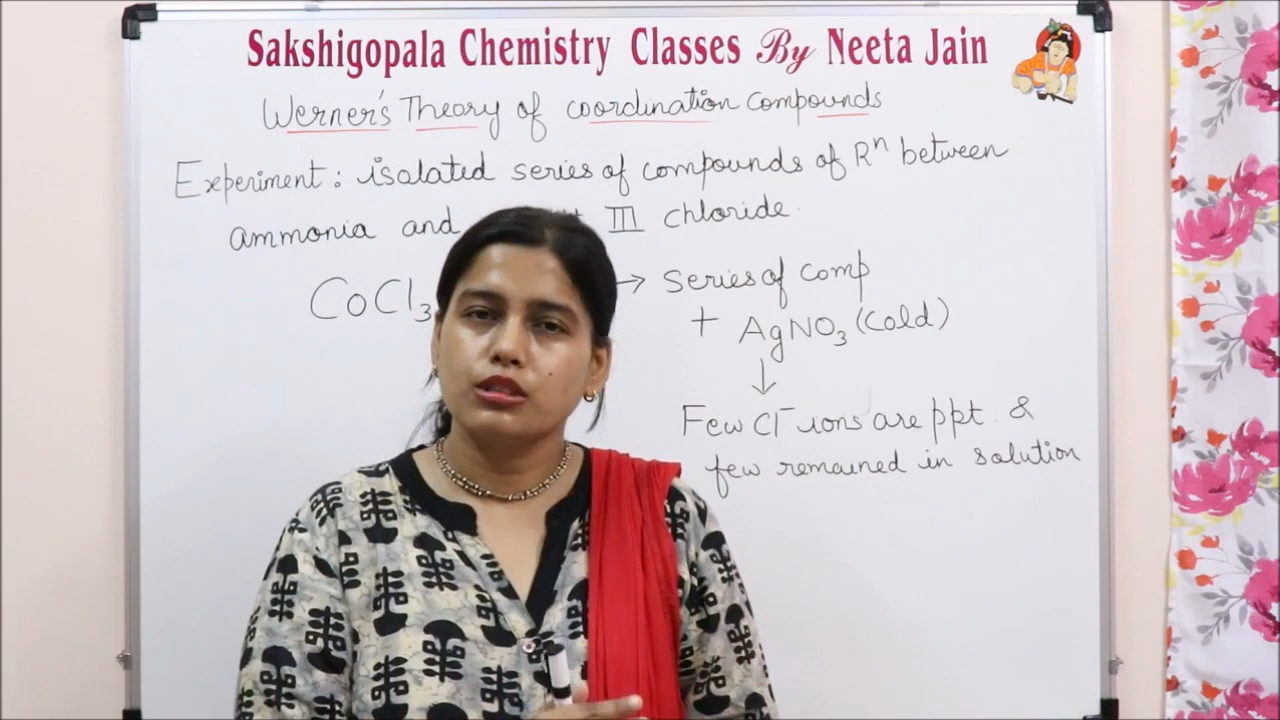 Sakshigopala Chemistry Classes By Neeta Jain
Werner's Theory of coordination Compounds
Experiment : isolated series of compounds of Rⁿ between
ammonia and III chloride.
CoCl₃ → Series of Comp
+ AgNO₃ (Cold)
↓
Few Cl⁻ ions are ppt. &
few remained in solution